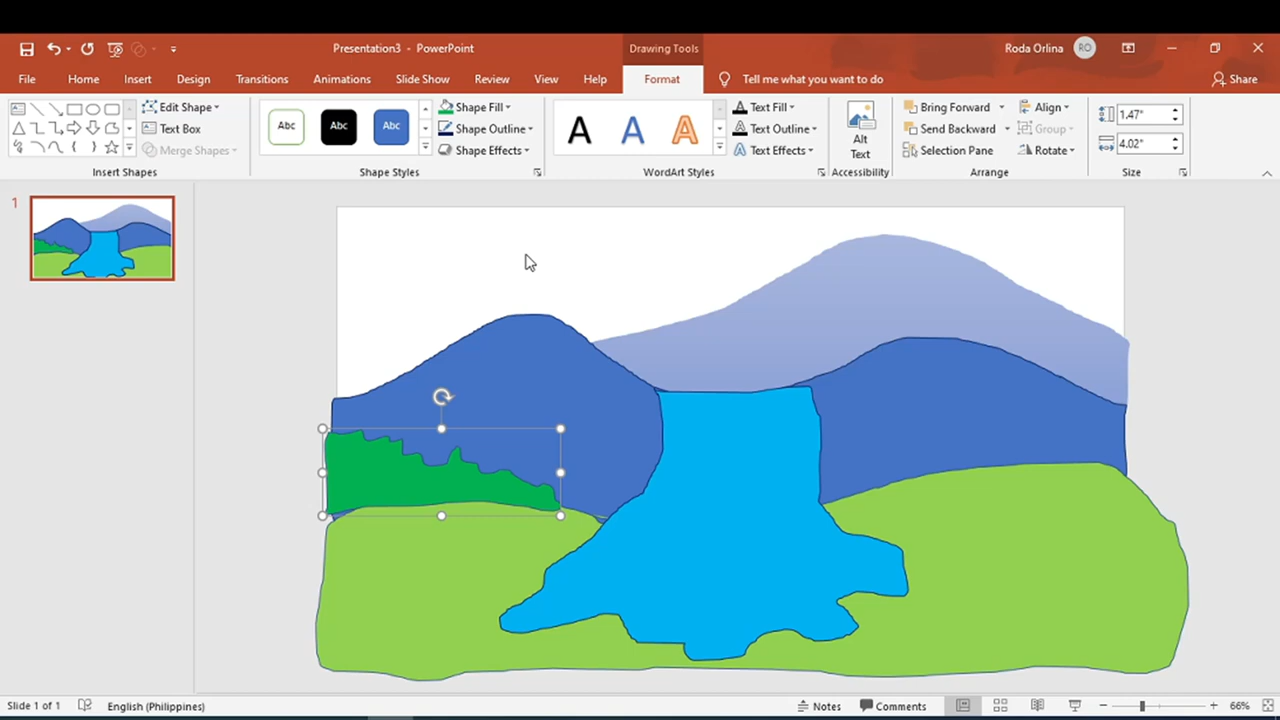 Presentation3 - PowerPoint
Drawing Tools
Roda Orlina RO
File Home Insert Design Transitions Animations Slide Show Review View Help Format Tell me what you want to do Share
Edit Shape
Text Box
Merge Shapes
Insert Shapes
Abc Abc Abc
Shape Fill
Shape Outline
Shape Effects
Shape Styles
A A A
Text Fill
Text Outline
Text Effects
WordArt Styles
Alt
Text
Accessibility
Bring Forward
Send Backward
Selection Pane
Align
Group
Rotate
Arrange
1.47"
4.02"
Size
1
Slide 1 of 1 English (Philippines) Notes Comments 66%